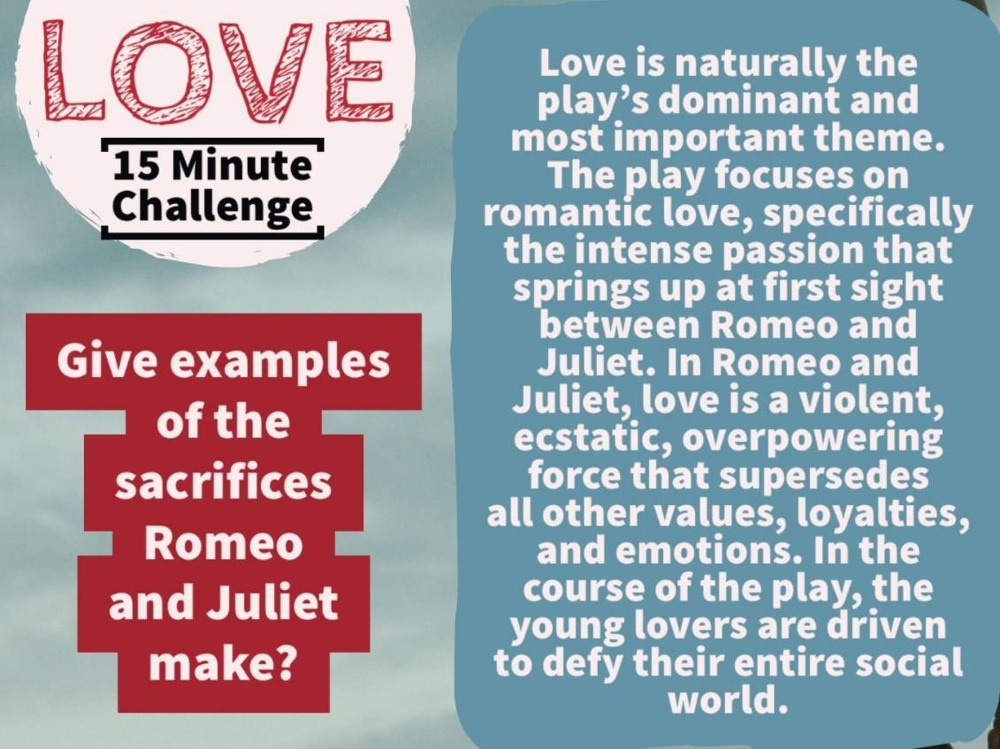 LOVE
15 Minute
Challenge
Give examples
of the
sacrifices
Romeo
and Juliet
make?
Love is naturally the
play’s dominant and
most important theme.
The play focuses on
romantic love, specifically
the intense passion that
springs up at first sight
between Romeo and
Juliet. In Romeo and
Juliet, love is a violent,
ecstatic, overpowering
force that supersedes
all other values, loyalties,
and emotions. In the
course of the play, the
young lovers are driven
to defy their entire social
world.